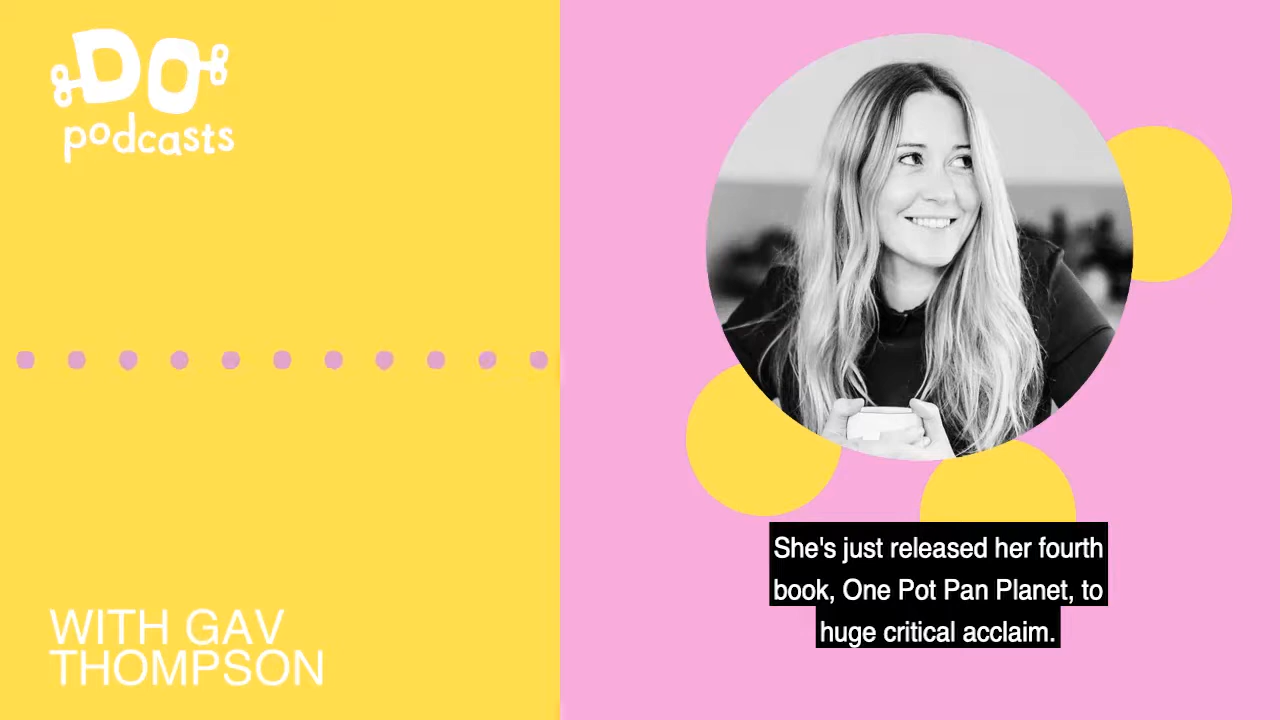 DO
podcasts
WITH GAV
THOMPSON
She's just released her fourth
book, One Pot Pan Planet, to
huge critical acclaim.